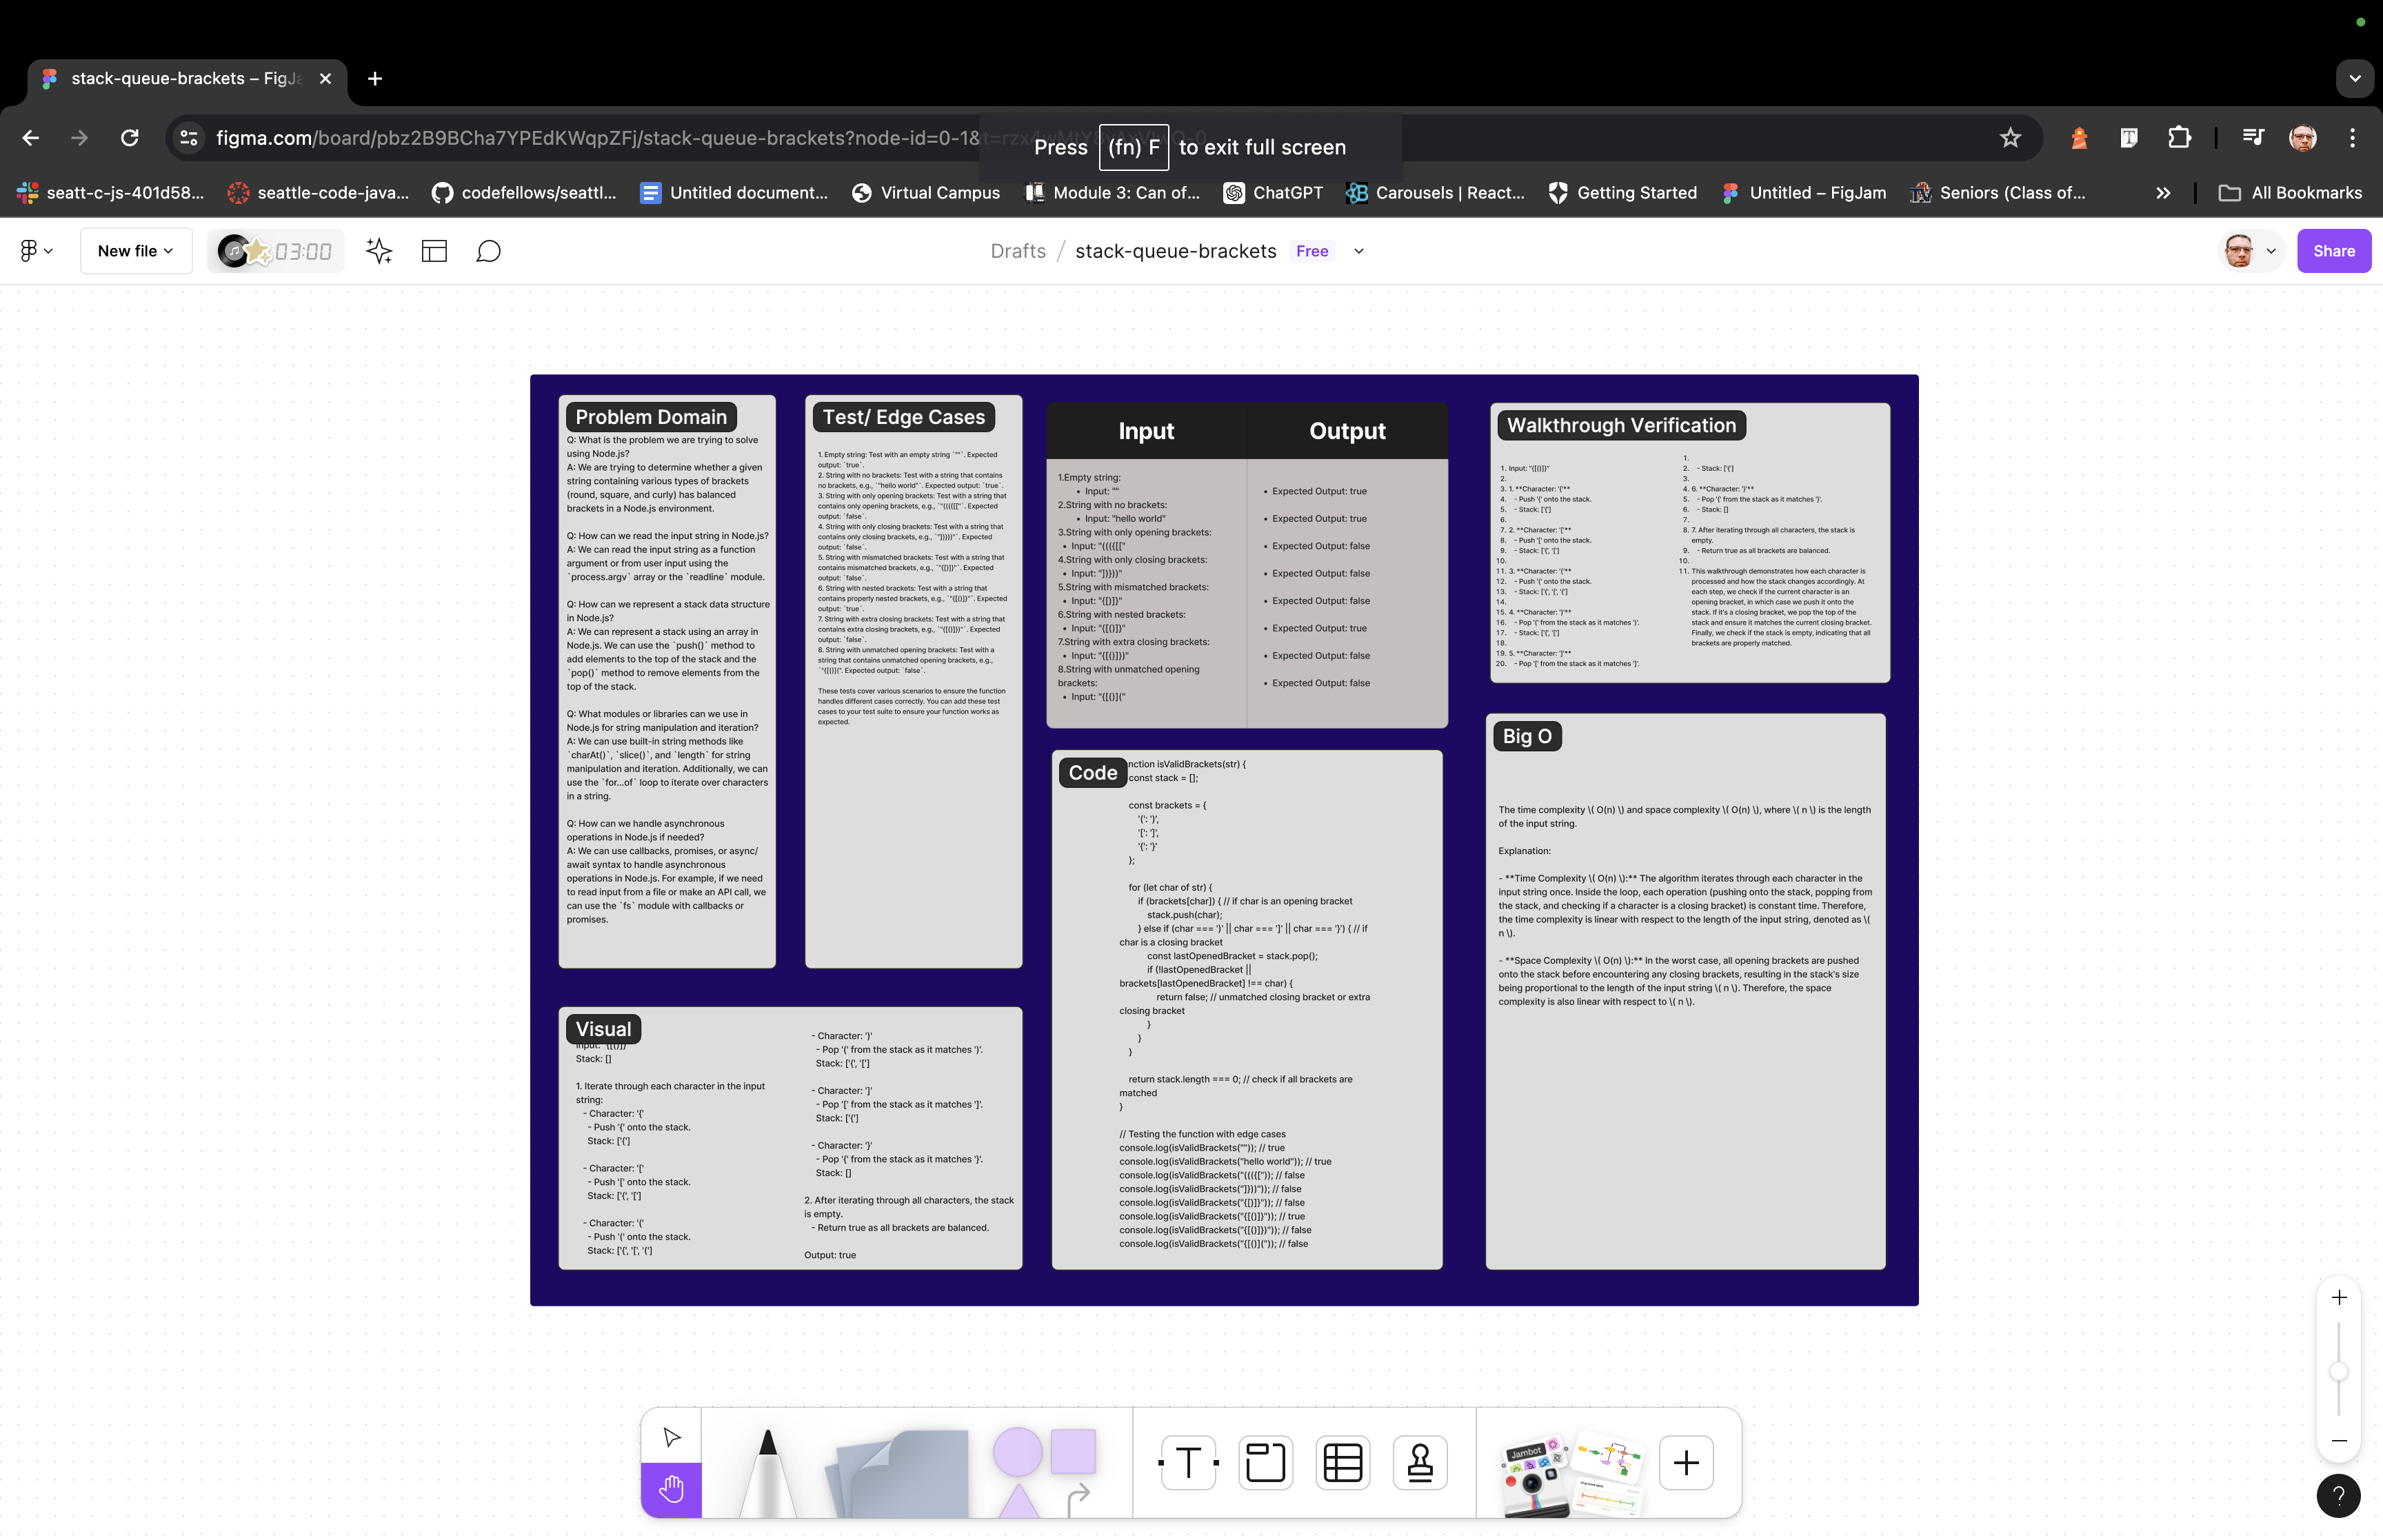 stack-queue-brackets – FigJa
figma.com/board/pbz2B9BCha7YPEdKWqpZFj/stack-queue-brackets?node-id=0-1&
Press (fn) F to exit full screen
seatt-c-js-401d58...
seattle-code-java...
codefellows/seattl...
Untitled document...
Virtual Campus
Module 3: Can of...
ChatGPT
Carousels | React...
Getting Started
Untitled – FigJam
Seniors (Class of...
All Bookmarks
New file
03:00
Drafts / stack-queue-brackets Free
Share
Problem Domain
Q: What is the problem we are trying to solve
using Node.js?
A: We are trying to determine whether a given
string containing various types of brackets
(round, square, and curly) has balanced
brackets in a Node.js environment.
Q: How can we read the input string in Node.js?
A: We can read the input string as a function
argument or from user input using the
`process.argv` array or the `readline` module.
Q: How can we represent a stack data structure
in Node.js?
A: We can represent a stack using an array in
Node.js. We can use the `push()` method to
add elements to the top of the stack and the
`pop()` method to remove elements from the
top of the stack.
Q: What modules or libraries can we use in
Node.js for string manipulation and iteration?
A: We can use built-in string methods like
`charAt()`, `slice()`, and `length` for string
manipulation and iteration. Additionally, we can
use the `for...of` loop to iterate over characters
in a string.
Q: How can we handle asynchronous
operations in Node.js if needed?
A: We can use callbacks, promises, or async/
await syntax to handle asynchronous
operations in Node.js. For example, if we need
to read input from a file or make an API call, we
can use the `fs` module with callbacks or
promises.
Test/ Edge Cases
1. Empty string: Test with an empty string `""`. Expected
output: `true`.
2. String with no brackets: Test with a string that contains
no brackets, e.g., `"hello world"`. Expected output: `true`.
3. String with only opening brackets: Test with a string that
contains only opening brackets, e.g., `"(((([["`. Expected
output: `false`.
4. String with only closing brackets: Test with a string that
contains only closing brackets, e.g., `"]))))"`. Expected
output: `false`.
5. String with mismatched brackets: Test with a string that
contains mismatched brackets, e.g., `"{[)]}"`. Expected
output: `false`.
6. String with nested brackets: Test with a string that
contains properly nested brackets, e.g., `"{[()]}"`. Expected
output: `true`.
7. String with extra closing brackets: Test with a string that
contains extra closing brackets, e.g., `"{[()]})"`. Expected
output: `false`.
8. String with unmatched opening brackets: Test with a
string that contains unmatched opening brackets, e.g.,
`"{[()](". Expected output: `false`.
These tests cover various scenarios to ensure the function
handles different cases correctly. You can add these test
cases to your test suite to ensure your function works as
expected.
Input Output
1.Empty string:
• Input: "" • Expected Output: true
2.String with no brackets:
• Input: "hello world" • Expected Output: true
3.String with only opening brackets:
• Input: "(((([[" • Expected Output: false
4.String with only closing brackets:
• Input: "]}}))" • Expected Output: false
5.String with mismatched brackets:
• Input: "{[)]}" • Expected Output: false
6.String with nested brackets:
• Input: "{[()]}" • Expected Output: true
7.String with extra closing brackets:
• Input: "{[()]})" • Expected Output: false
8.String with unmatched opening
brackets: • Expected Output: false
• Input: "{[()]("
Code
nction isValidBrackets(str) {
const stack = [];
const brackets = {
'(': ')',
'[': ']',
'{': '}'
};
for (let char of str) {
if (brackets[char]) { // if char is an opening bracket
stack.push(char);
} else if (char === ')' || char === ']' || char === '}') { // if
char is a closing bracket
const lastOpenedBracket = stack.pop();
if (!lastOpenedBracket ||
brackets[lastOpenedBracket] !== char) {
return false; // unmatched closing bracket or extra
closing bracket
}
}
}
return stack.length === 0; // check if all brackets are
matched
}
// Testing the function with edge cases
console.log(isValidBrackets("")); // true
console.log(isValidBrackets("hello world")); // true
console.log(isValidBrackets("(((([")); // false
console.log(isValidBrackets("]}))")); // false
console.log(isValidBrackets("{[)]}")); // false
console.log(isValidBrackets("{[()]}")); // true
console.log(isValidBrackets("{[()]})")); // false
console.log(isValidBrackets("{[()](")); // false
Walkthrough Verification
1. Input: "{[()]}"
2.
3. 1. **Character: '{'**
4. - Push '{' onto the stack.
5. - Stack: ['{']
6.
7. 2. **Character: '['**
8. - Push '[' onto the stack.
9. - Stack: ['{', '[']
10.
11. 3. **Character: '('**
12. - Push '(' onto the stack.
13. - Stack: ['{', '[', '(']
14.
15. 4. **Character: ')'**
16. - Pop '(' from the stack as it matches ')'.
17. - Stack: ['{', '[']
18.
19. 5. **Character: ']'**
20. - Pop '[' from the stack as it matches ']'.
1.
2. - Stack: ['{']
3.
4. 6. **Character: '}'**
5. - Pop '{' from the stack as it matches '}'.
6. - Stack: []
7.
8. 7. After iterating through all characters, the stack is
empty.
9. - Return true as all brackets are balanced.
10.
11. This walkthrough demonstrates how each character is
processed and how the stack changes accordingly. At
each step, we check if the current character is an
opening bracket, in which case we push it onto the
stack. If it's a closing bracket, we pop the top of the
stack and ensure it matches the current closing bracket.
Finally, we check if the stack is empty, indicating that all
brackets are properly matched.
Big O
The time complexity \( O(n) \) and space complexity \( O(n) \), where \( n \) is the length
of the input string.
Explanation:
- **Time Complexity \( O(n) \):** The algorithm iterates through each character in the
input string once. Inside the loop, each operation (pushing onto the stack, popping from
the stack, and checking if a character is a closing bracket) is constant time. Therefore,
the time complexity is linear with respect to the length of the input string, denoted as \(
n \).
- **Space Complexity \( O(n) \):** In the worst case, all opening brackets are pushed
onto the stack before encountering any closing brackets, resulting in the stack's size
being proportional to the length of the input string \( n \). Therefore, the space
complexity is also linear with respect to \( n \).
Visual
Stack: []
1. Iterate through each character in the input
string:
- Character: '{'
- Push '{' onto the stack.
Stack: ['{']
- Character: '['
- Push '[' onto the stack.
Stack: ['{', '[']
- Character: '('
- Push '(' onto the stack.
Stack: ['{', '[', '(']
- Character: ')'
- Pop '(' from the stack as it matches ')'.
Stack: ['{', '[']
- Character: ']'
- Pop '[' from the stack as it matches ']'.
Stack: ['{']
- Character: '}'
- Pop '{' from the stack as it matches '}'.
Stack: []
2. After iterating through all characters, the stack
is empty.
- Return true as all brackets are balanced.
Output: true
T
Jambot
?